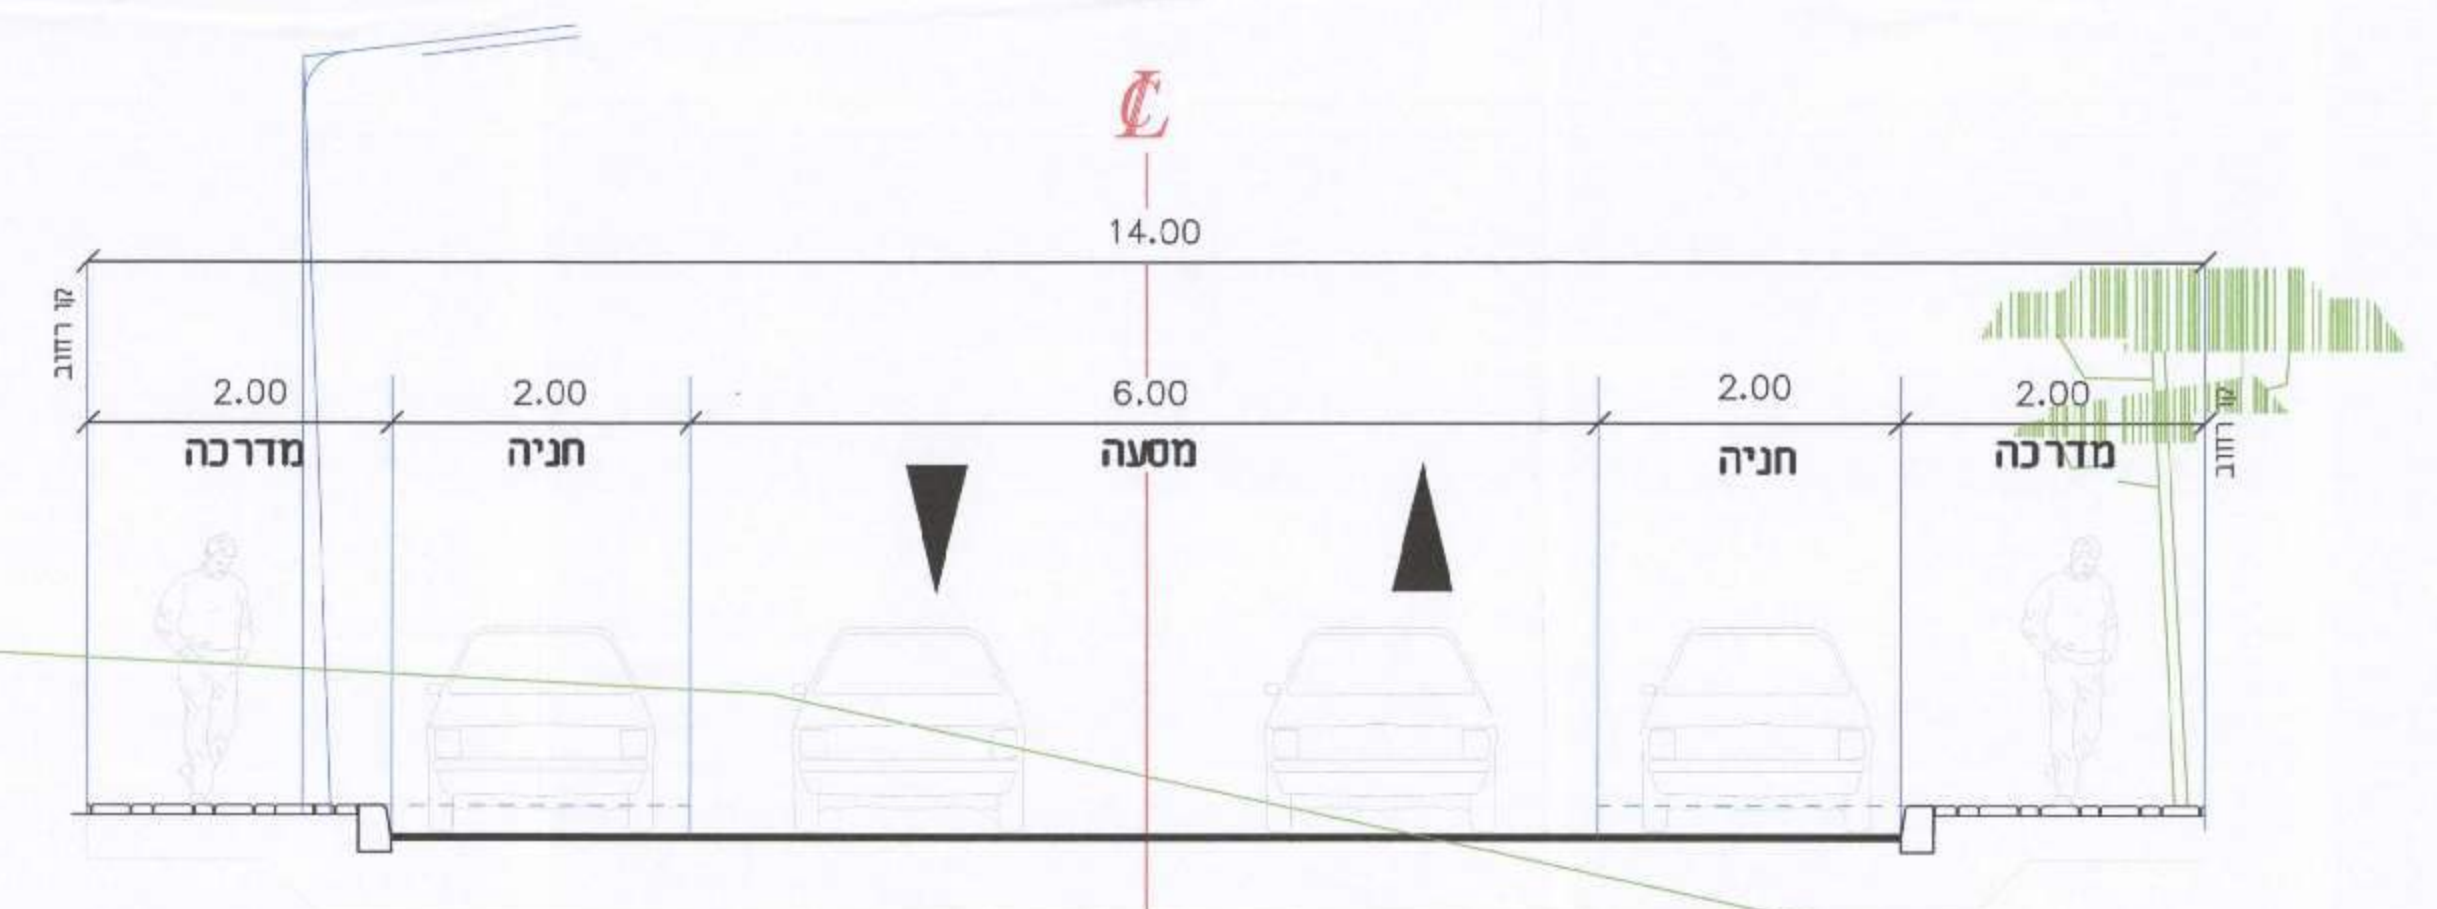 ℄
14.00
קו רחוב
2.00 2.00 6.00 2.00 2.00
מדרכה חניה מסעה חניה מדרכה
קו רחוב